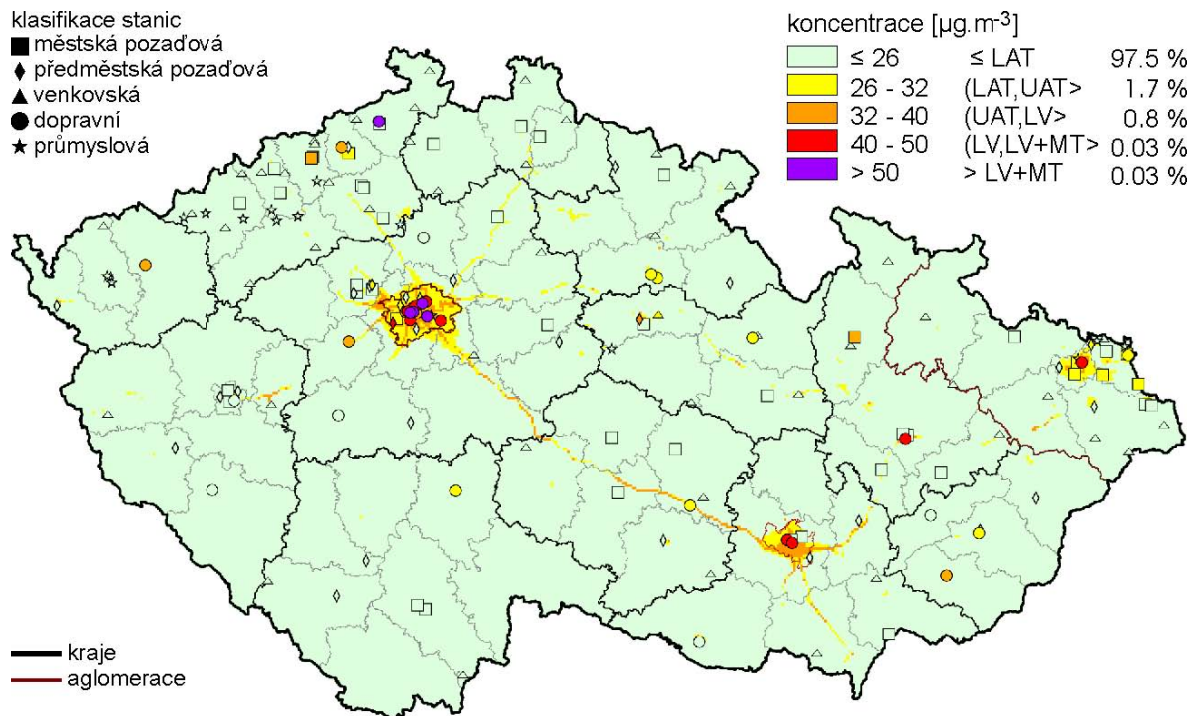 klasifikace stanic
městská pozaďová
předměstská pozaďová
venkovská
dopravní
průmyslová
koncentrace [µg.m⁻³]
≤ 26 ≤ LAT 97.5 %
26 - 32 (LAT,UAT> 1.7 %
32 - 40 (UAT,LV> 0.8 %
40 - 50 (LV,LV+MT> 0.03 %
> 50 > LV+MT 0.03 %
kraje
aglomerace